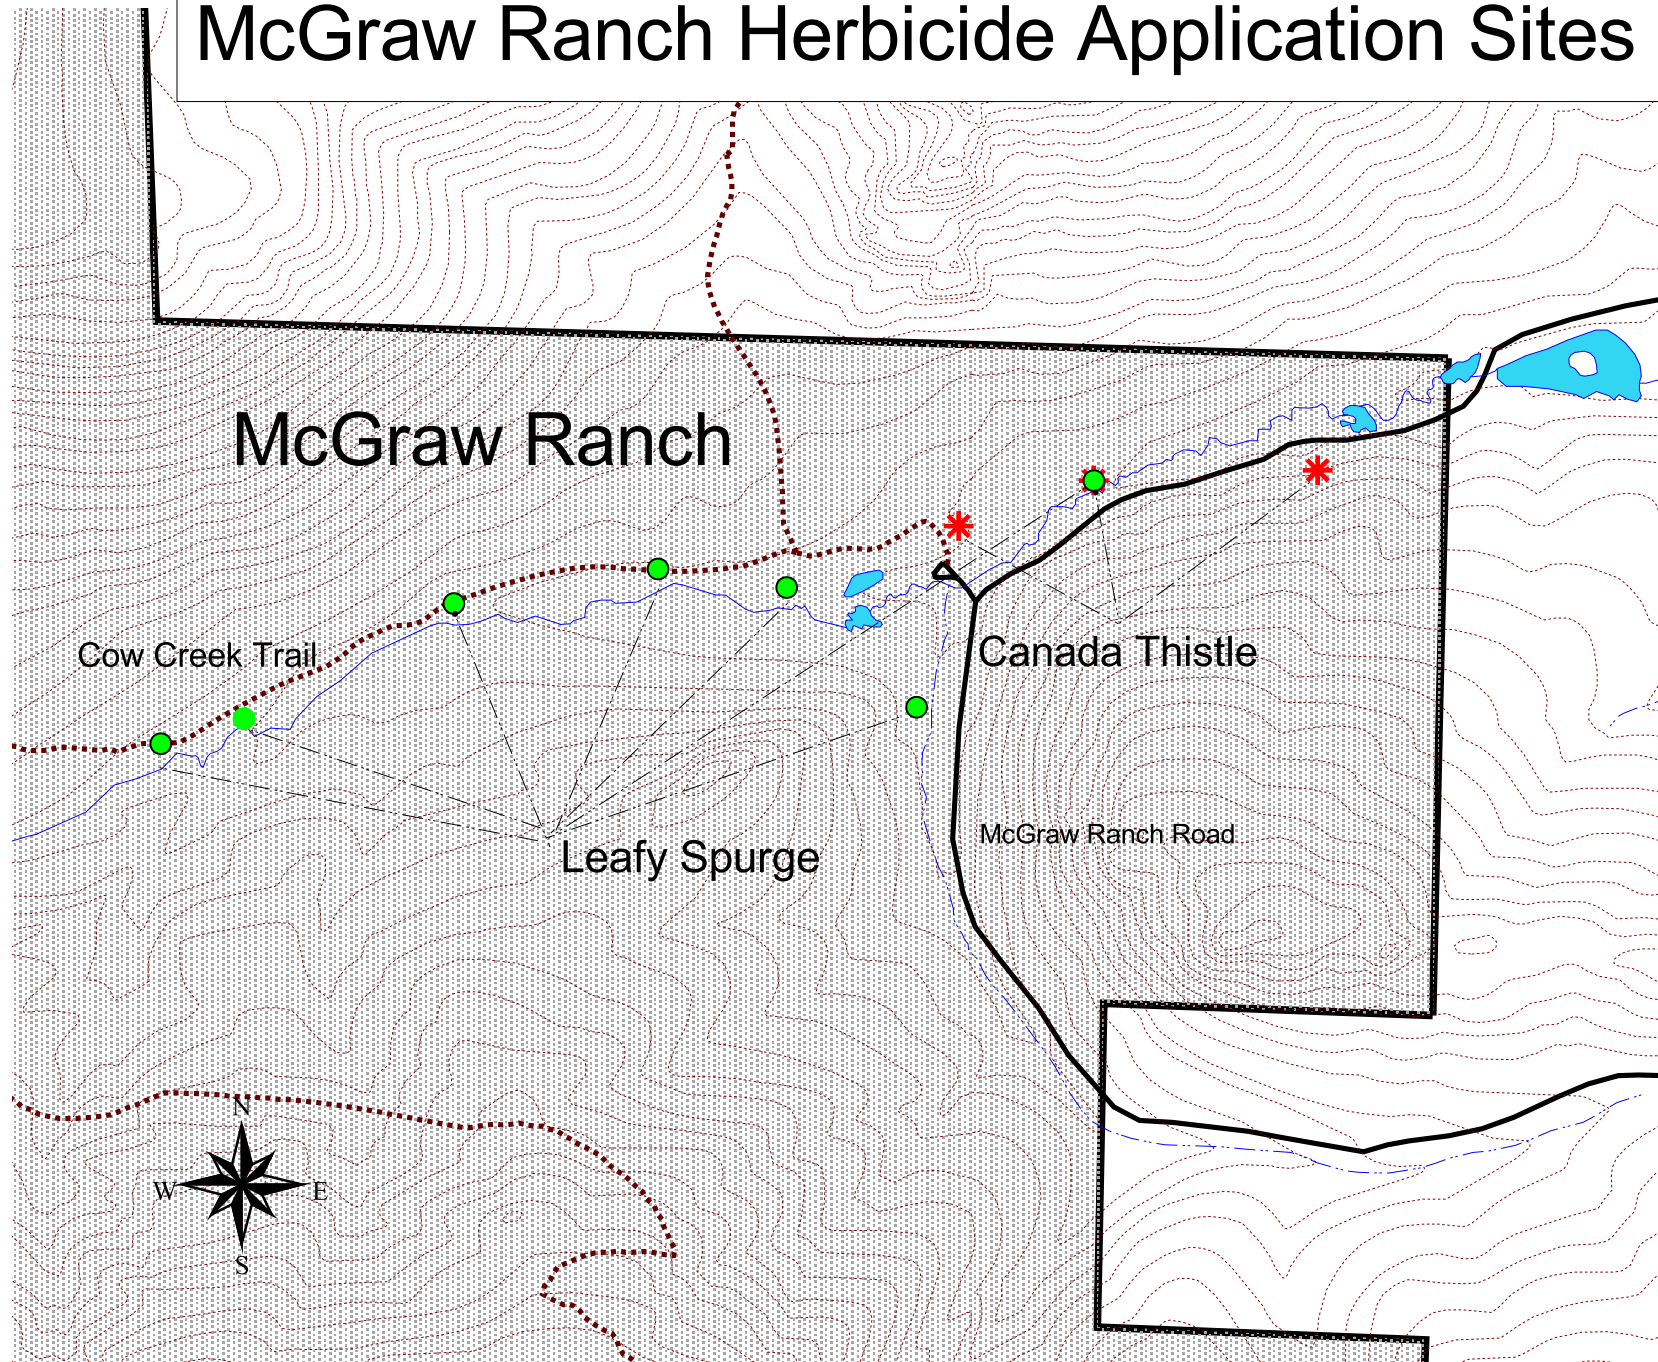 McGraw Ranch Herbicide Application Sites
McGraw Ranch
Cow Creek Trail
Canada Thistle
McGraw Ranch Road
Leafy Spurge
N
W
E
S